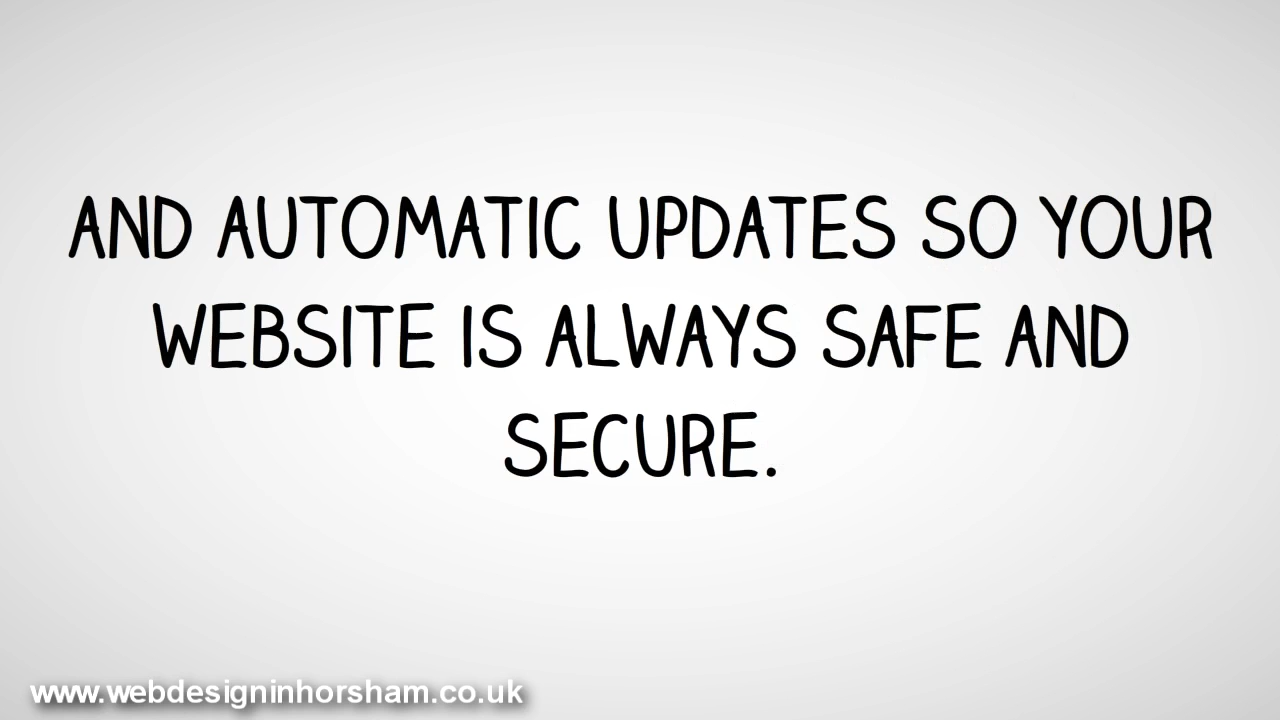 AND AUTOMATIC UPDATES SO YOUR
WEBSITE IS ALWAYS SAFE AND
SECURE.
www.webdesigninhorsham.co.uk